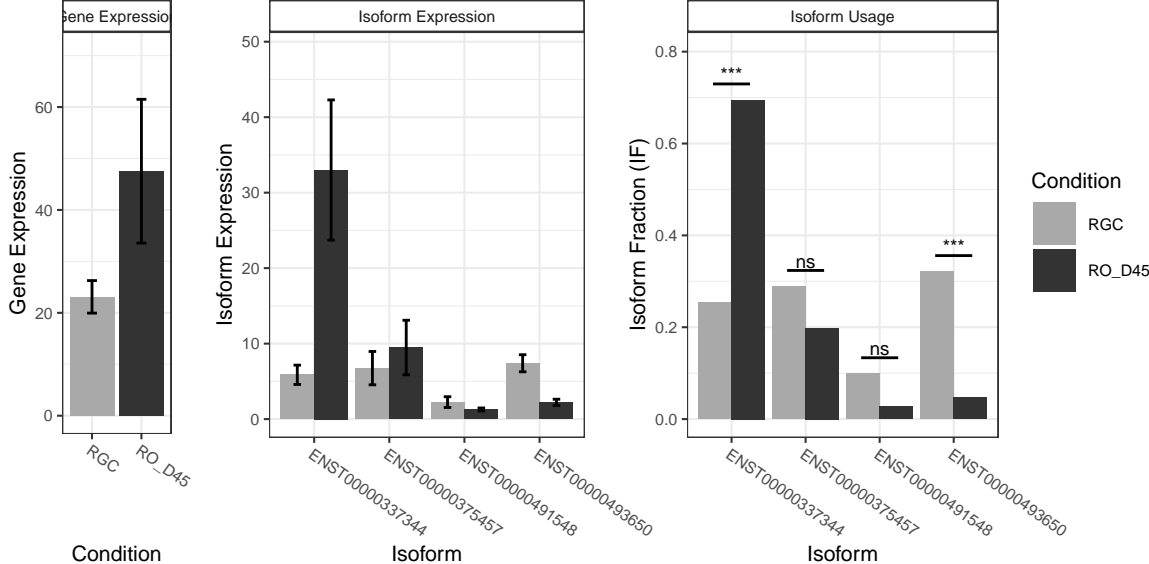 Gene Expression
Gene Expression
60
40
20
0
RGC
RO_D45
Condition
Isoform Expression
Isoform Expression
50
40
30
20
10
0
ENST00000337344
ENST00000375457
ENST00000491548
ENST00000493650
Isoform
Isoform Usage
Isoform Fraction (IF)
0.8
0.6
0.4
0.2
0.0
***
ns
ns
***
ENST00000337344
ENST00000375457
ENST00000491548
ENST00000493650
Isoform
Condition
RGC
RO_D45